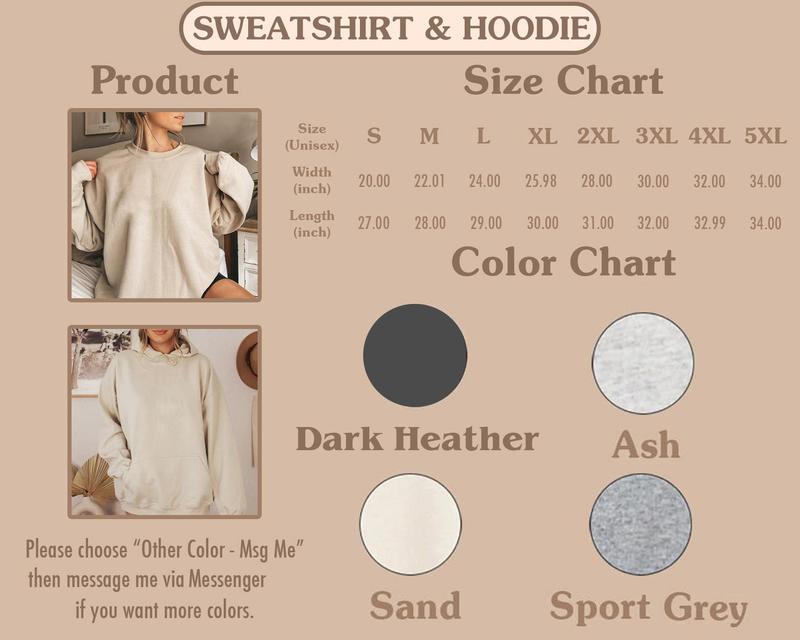 SWEATSHIRT & HOODIE
Product
Size Chart
Size (Unisex) S M L XL 2XL 3XL 4XL 5XL
Width (inch) 20.00 22.01 24.00 25.98 28.00 30.00 32.00 34.00
Length (inch) 27.00 28.00 29.00 30.00 31.00 32.00 32.99 34.00
Color Chart
Dark Heather
Ash
Sand
Sport Grey
Please choose “Other Color - Msg Me”
then message me via Messenger
if you want more colors.